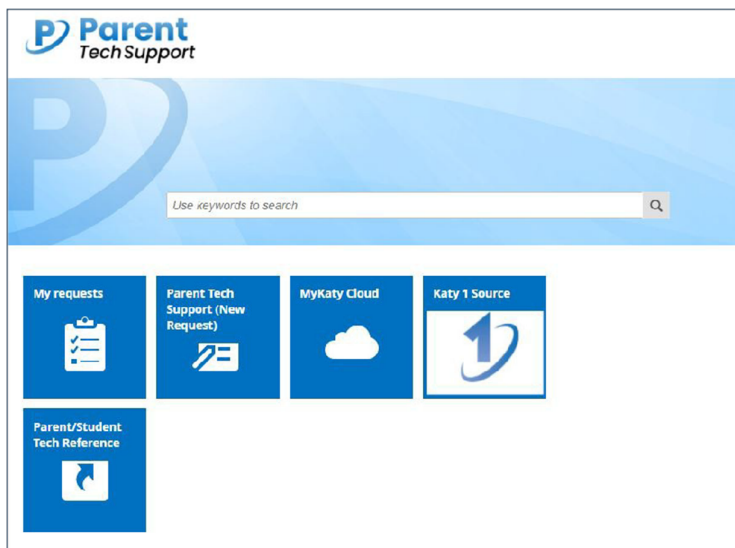 Parent
Tech Support
Use keywords to search
My requests
Parent Tech
Support (New
Request)
MyKaty Cloud
Katy 1 Source
Parent/Student
Tech Reference